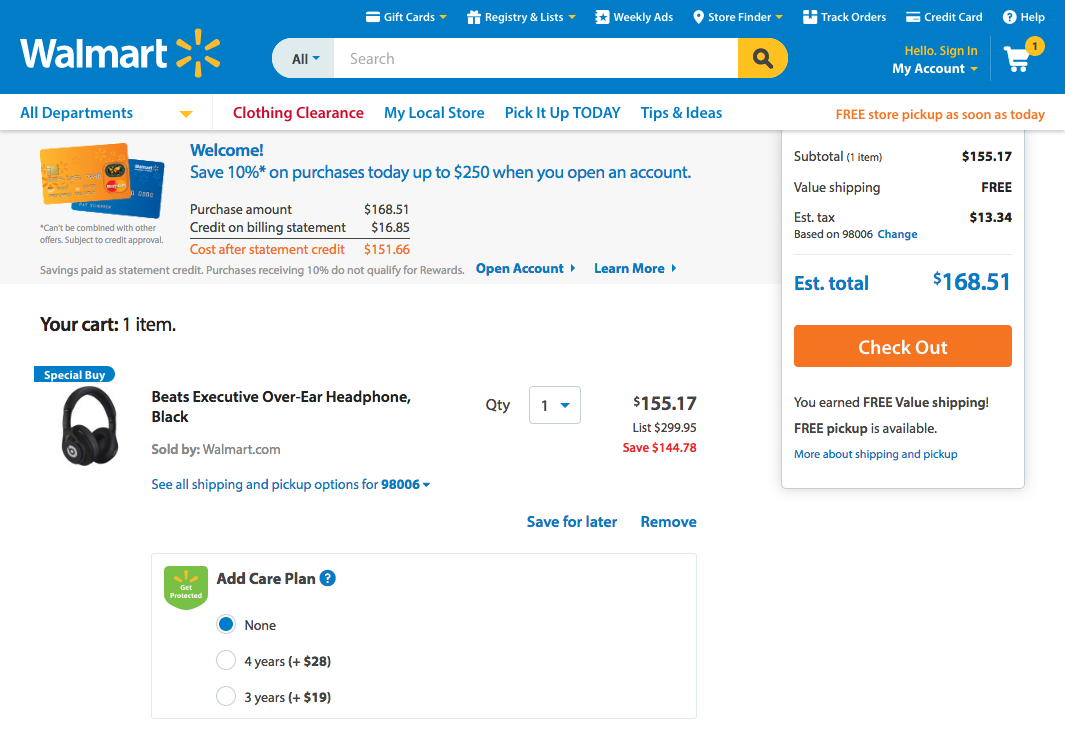 Gift Cards Registry & Lists Weekly Ads Store Finder Track Orders Credit Card Help
Walmart
All Search
Hello. Sign In
My Account
1
All Departments Clothing Clearance My Local Store Pick It Up TODAY Tips & Ideas FREE store pickup as soon as today
Welcome!
Save 10%* on purchases today up to $250 when you open an account.
Purchase amount $168.51
Credit on billing statement $16.85
Cost after statement credit $151.66
*Can't be combined with other
offers. Subject to credit approval.
Savings paid as statement credit. Purchases receiving 10% do not qualify for Rewards. Open Account Learn More
Subtotal (1 item) $155.17
Value shipping FREE
Est. tax $13.34
Based on 98006 Change
Est. total $168.51
Check Out
You earned FREE Value shipping!
FREE pickup is available.
More about shipping and pickup
Your cart: 1 item.
Special Buy
Beats Executive Over-Ear Headphone,
Black
Sold by: Walmart.com
See all shipping and pickup options for 98006
Qty 1 $155.17
List $299.95
Save $144.78
Save for later Remove
Get
Protected
Add Care Plan ?
None
4 years (+ $28)
3 years (+ $19)